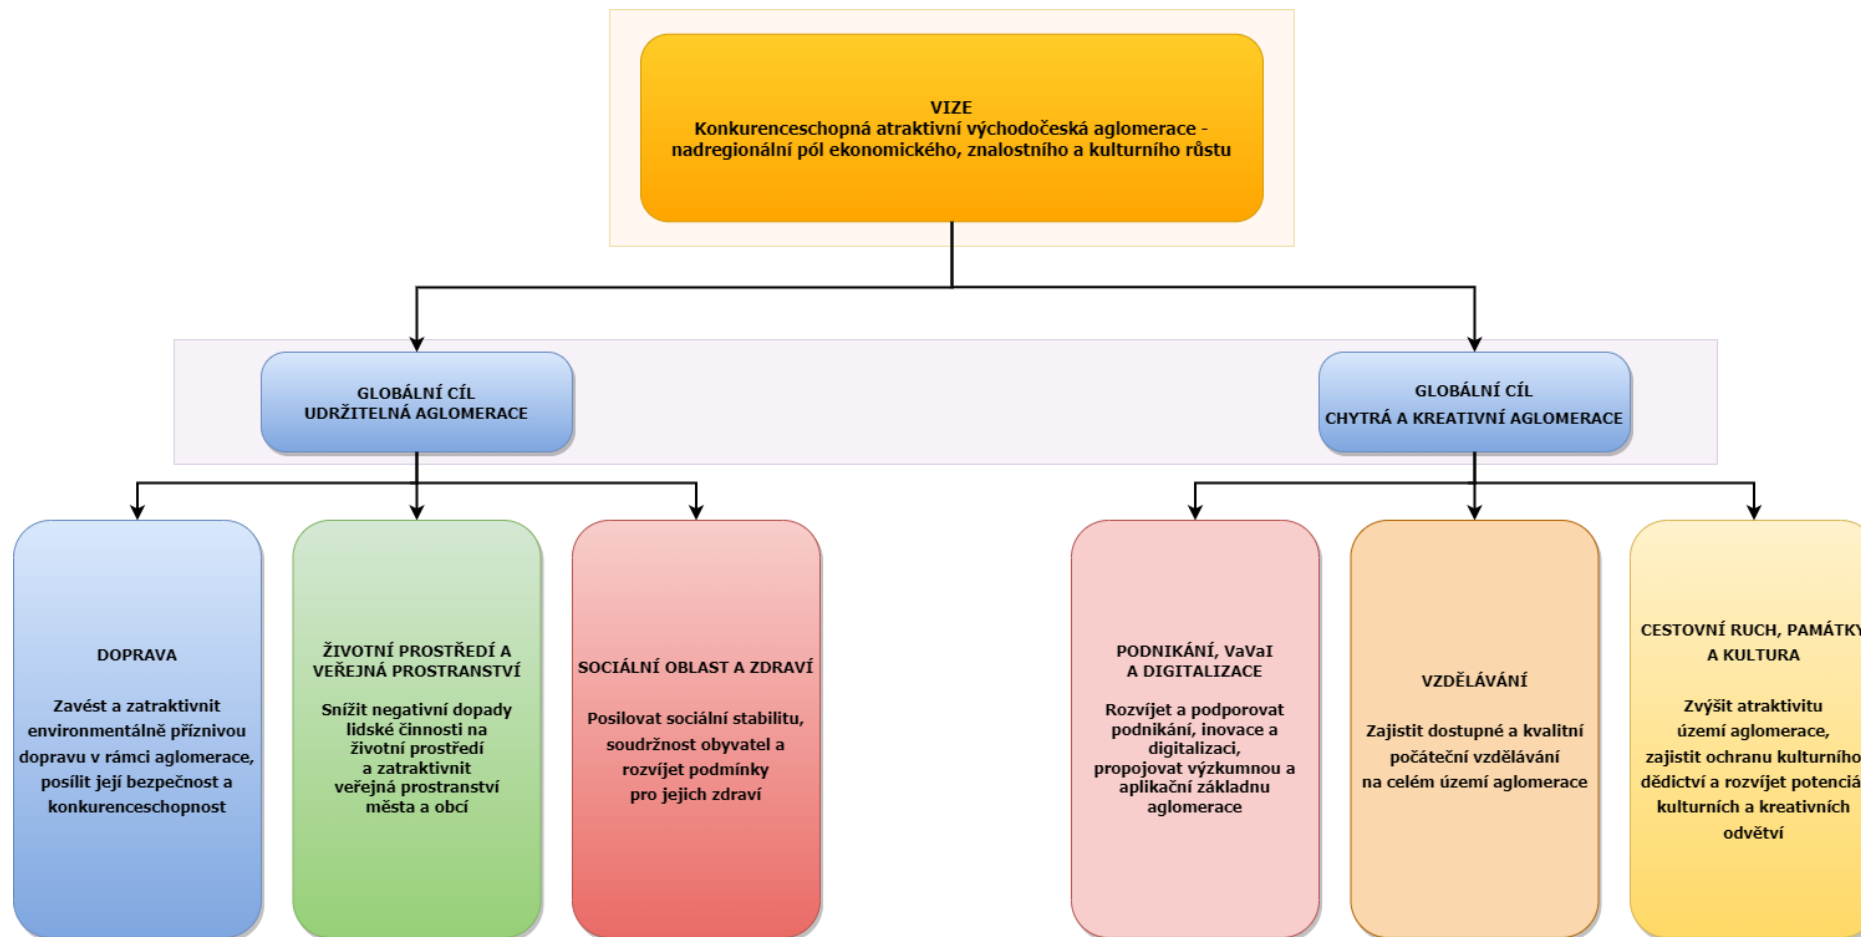 VIZE
Konkurenceschopná atraktivní východočeská aglomerace -
nadregionální pól ekonomického, znalostního a kulturního růstu
GLOBÁLNÍ CÍL
UDRŽITELNÁ AGLOMERACE
GLOBÁLNÍ CÍL
CHYTRÁ A KREATIVNÍ AGLOMERACE
DOPRAVA
Zavést a zatraktivnit
environmentálně příznivou
dopravu v rámci aglomerace,
posílit její bezpečnost a
konkurenceschopnost
ŽIVOTNÍ PROSTŘEDÍ A
VEŘEJNÁ PROSTRANSTVÍ
Snížit negativní dopady
lidské činnosti na
životní prostředí
a zatraktivnit
veřejná prostranství
města a obcí
SOCIÁLNÍ OBLAST A ZDRAVÍ
Posilovat sociální stabilitu,
soudržnost obyvatel a
rozvíjet podmínky
pro jejich zdraví
PODNIKÁNÍ, VaVaI
A DIGITALIZACE
Rozvíjet a podporovat
podnikání, inovace a
digitalizaci,
propojovat výzkumnou a
aplikační základnu
aglomerace
VZDĚLÁVÁNÍ
Zajistit dostupné a kvalitní
počáteční vzdělávání
na celém území aglomerace
CESTOVNÍ RUCH, PAMÁTKY
A KULTURA
Zvýšit atraktivitu
území aglomerace,
zajistit ochranu kulturního
dědictví a rozvíjet potenciá
kulturních a kreativních
odvětví